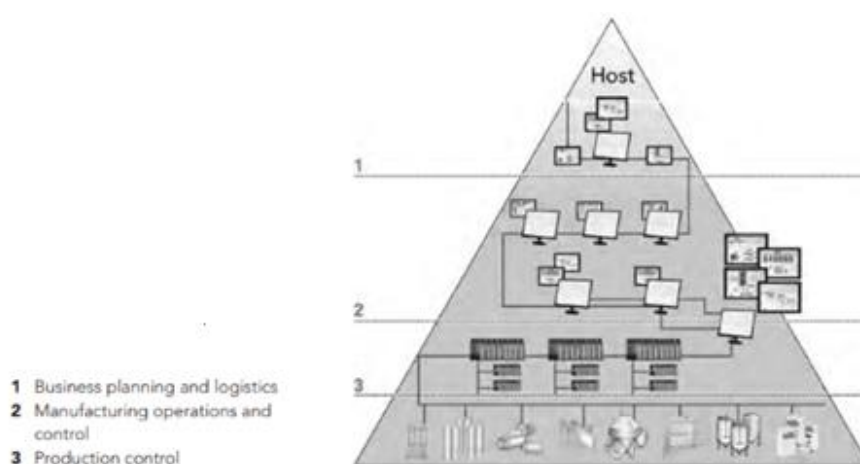 Host
1
2
3
1 Business planning and logistics
2 Manufacturing operations and
control
3 Production control